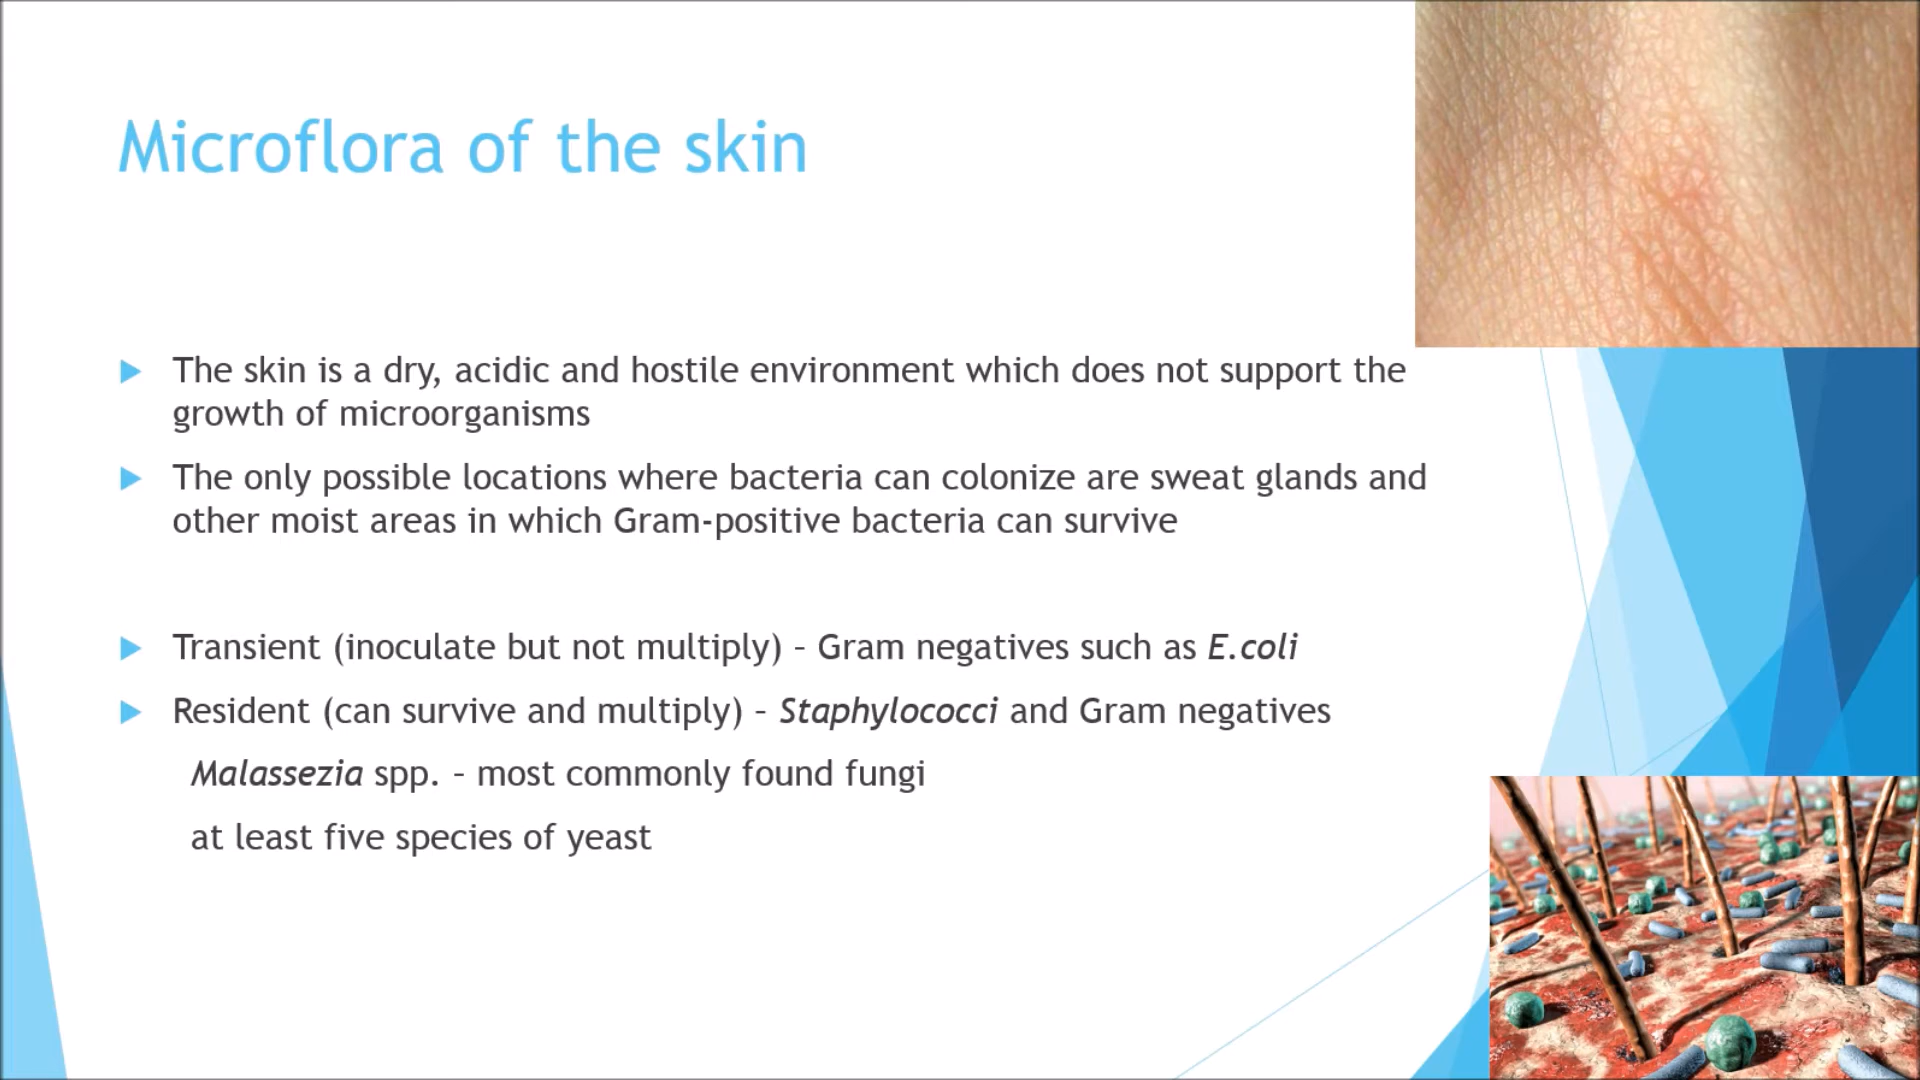 Microflora of the skin
The skin is a dry, acidic and hostile environment which does not support the
growth of microorganisms
The only possible locations where bacteria can colonize are sweat glands and
other moist areas in which Gram-positive bacteria can survive
Transient (inoculate but not multiply) – Gram negatives such as E.coli
Resident (can survive and multiply) – Staphylococci and Gram negatives
Malassezia spp. – most commonly found fungi
at least five species of yeast